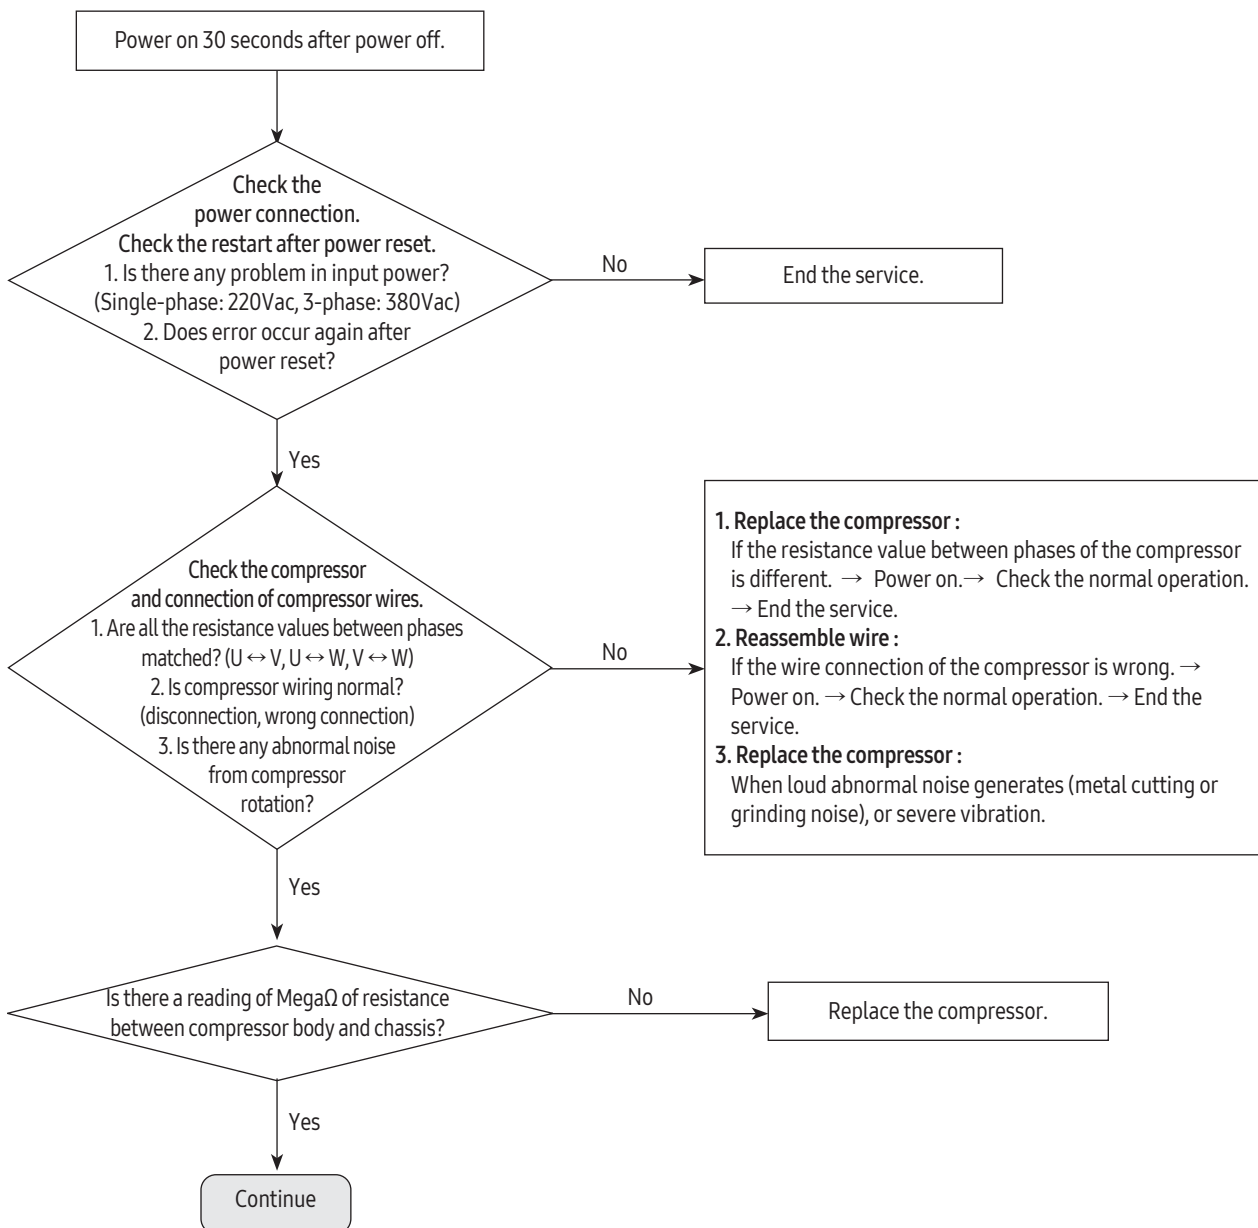 Power on 30 seconds after power off.
Check the
power connection.
Check the restart after power reset.
1. Is there any problem in input power?
(Single-phase: 220Vac, 3-phase: 380Vac)
2. Does error occur again after
power reset?
No
End the service.
Yes
Check the compressor
and connection of compressor wires.
1. Are all the resistance values between phases
matched? (U ↔ V, U ↔ W, V ↔ W)
2. Is compressor wiring normal?
(disconnection, wrong connection)
3. Is there any abnormal noise
from compressor
rotation?
No
1. Replace the compressor :
If the resistance value between phases of the compressor
is different. → Power on.→ Check the normal operation.
→ End the service.
2. Reassemble wire :
If the wire connection of the compressor is wrong. →
Power on. → Check the normal operation. → End the
service.
3. Replace the compressor :
When loud abnormal noise generates (metal cutting or
grinding noise), or severe vibration.
Yes
Is there a reading of MegaΩ of resistance
between compressor body and chassis?
No
Replace the compressor.
Yes
Continue